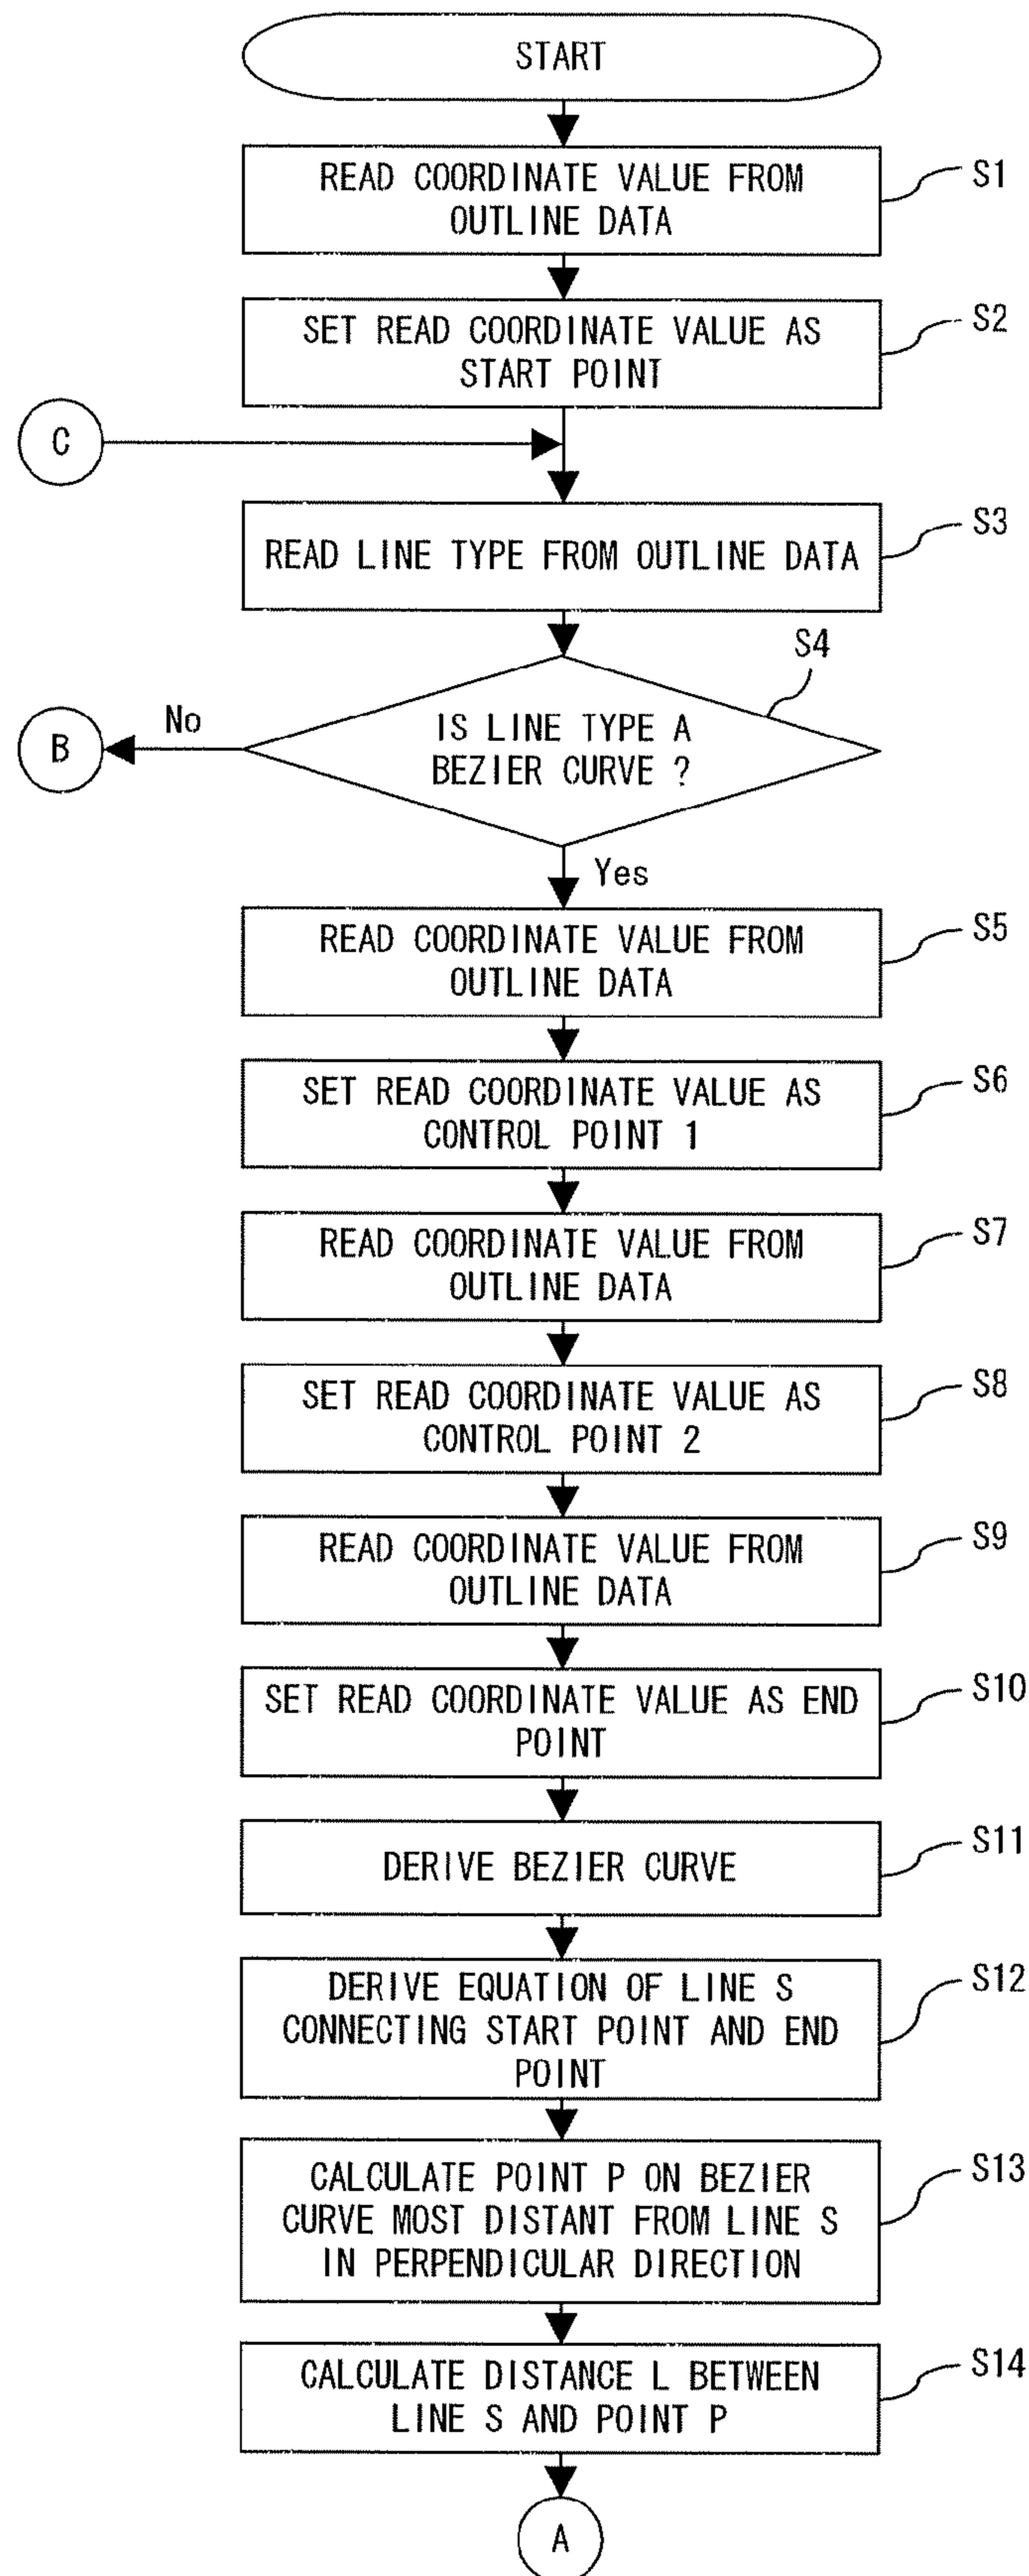 START
READ COORDINATE VALUE FROM
OUTLINE DATA
S1
SET READ COORDINATE VALUE AS
START POINT
S2
C
READ LINE TYPE FROM OUTLINE DATA
S3
S4
IS LINE TYPE A
BEZIER CURVE ?
No
B
Yes
READ COORDINATE VALUE FROM
OUTLINE DATA
S5
SET READ COORDINATE VALUE AS
CONTROL POINT 1
S6
READ COORDINATE VALUE FROM
OUTLINE DATA
S7
SET READ COORDINATE VALUE AS
CONTROL POINT 2
S8
READ COORDINATE VALUE FROM
OUTLINE DATA
S9
SET READ COORDINATE VALUE AS END
POINT
S10
DERIVE BEZIER CURVE
S11
DERIVE EQUATION OF LINE S
CONNECTING START POINT AND END
POINT
S12
CALCULATE POINT P ON BEZIER
CURVE MOST DISTANT FROM LINE S
IN PERPENDICULAR DIRECTION
S13
CALCULATE DISTANCE L BETWEEN
LINE S AND POINT P
S14
A